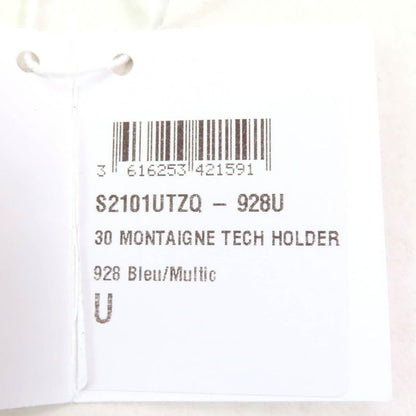 3 616253 421591
S2101UTZQ – 928U
30 MONTAIGNE TECH HOLDER
928 Bleu/Multic
U